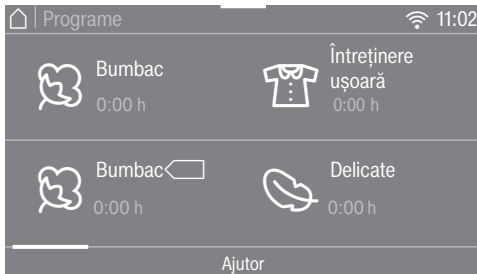 Programe 11:02
Bumbac
0:00 h
Întreținere
ușoară
0:00 h
Bumbac
0:00 h
Delicate
0:00 h
Ajutor